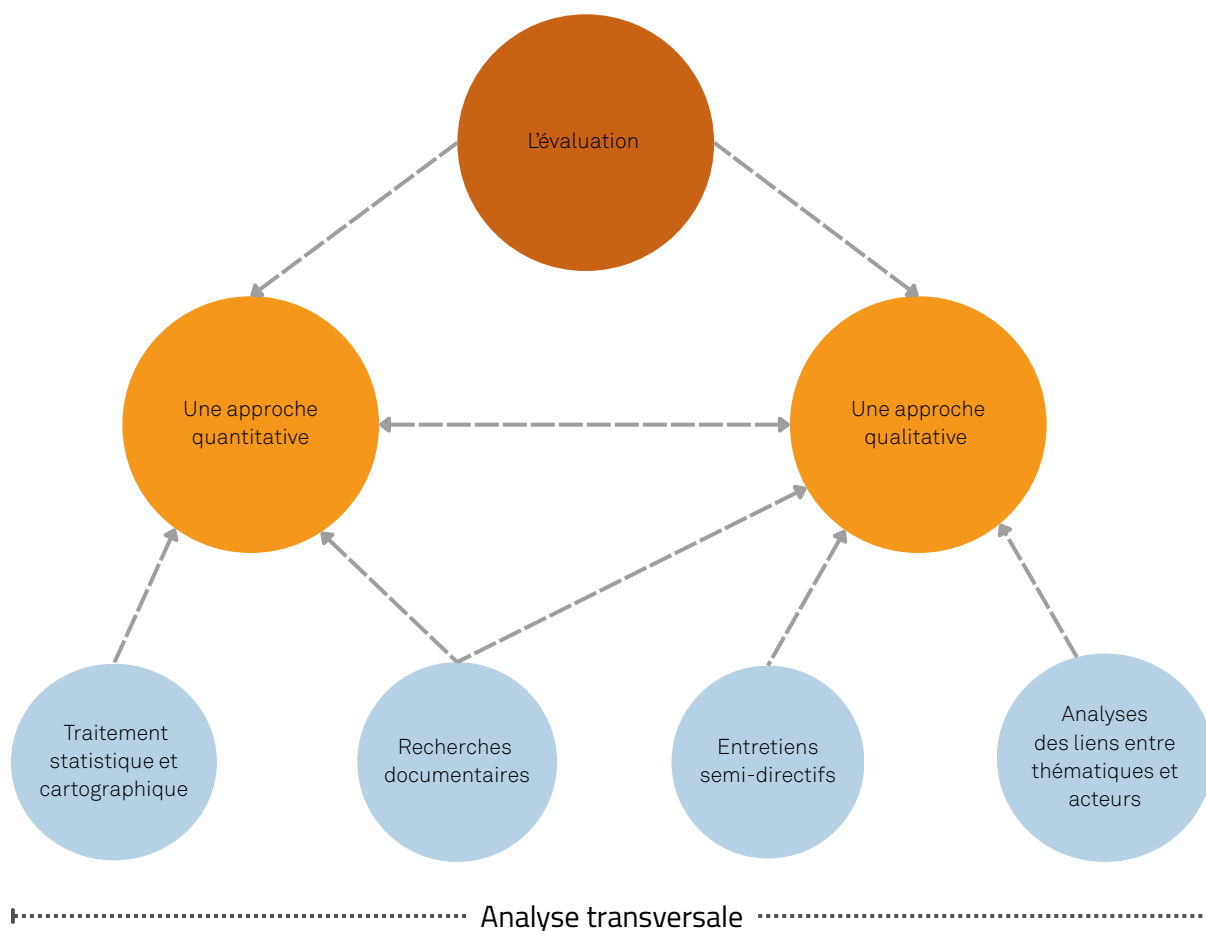 L'évaluation
Une approche
quantitative
Une approche
qualitative
Traitement
statistique et
cartographique
Recherches
documentaires
Entretiens
semi-directifs
Analyses
des liens entre
thématiques et
acteurs
Analyse transversale